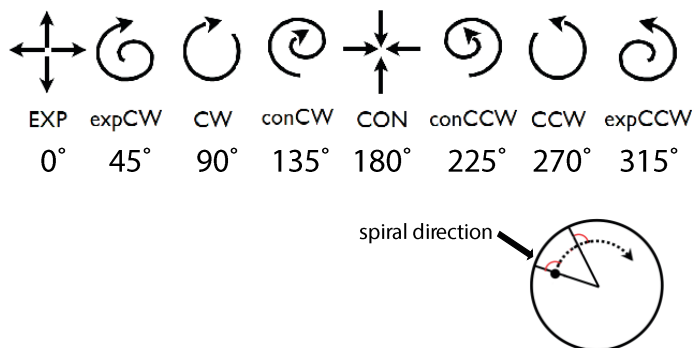 EXP expCW CW conCW CON conCCW CCW expCCW
0° 45° 90° 135° 180° 225° 270° 315°
spiral direction